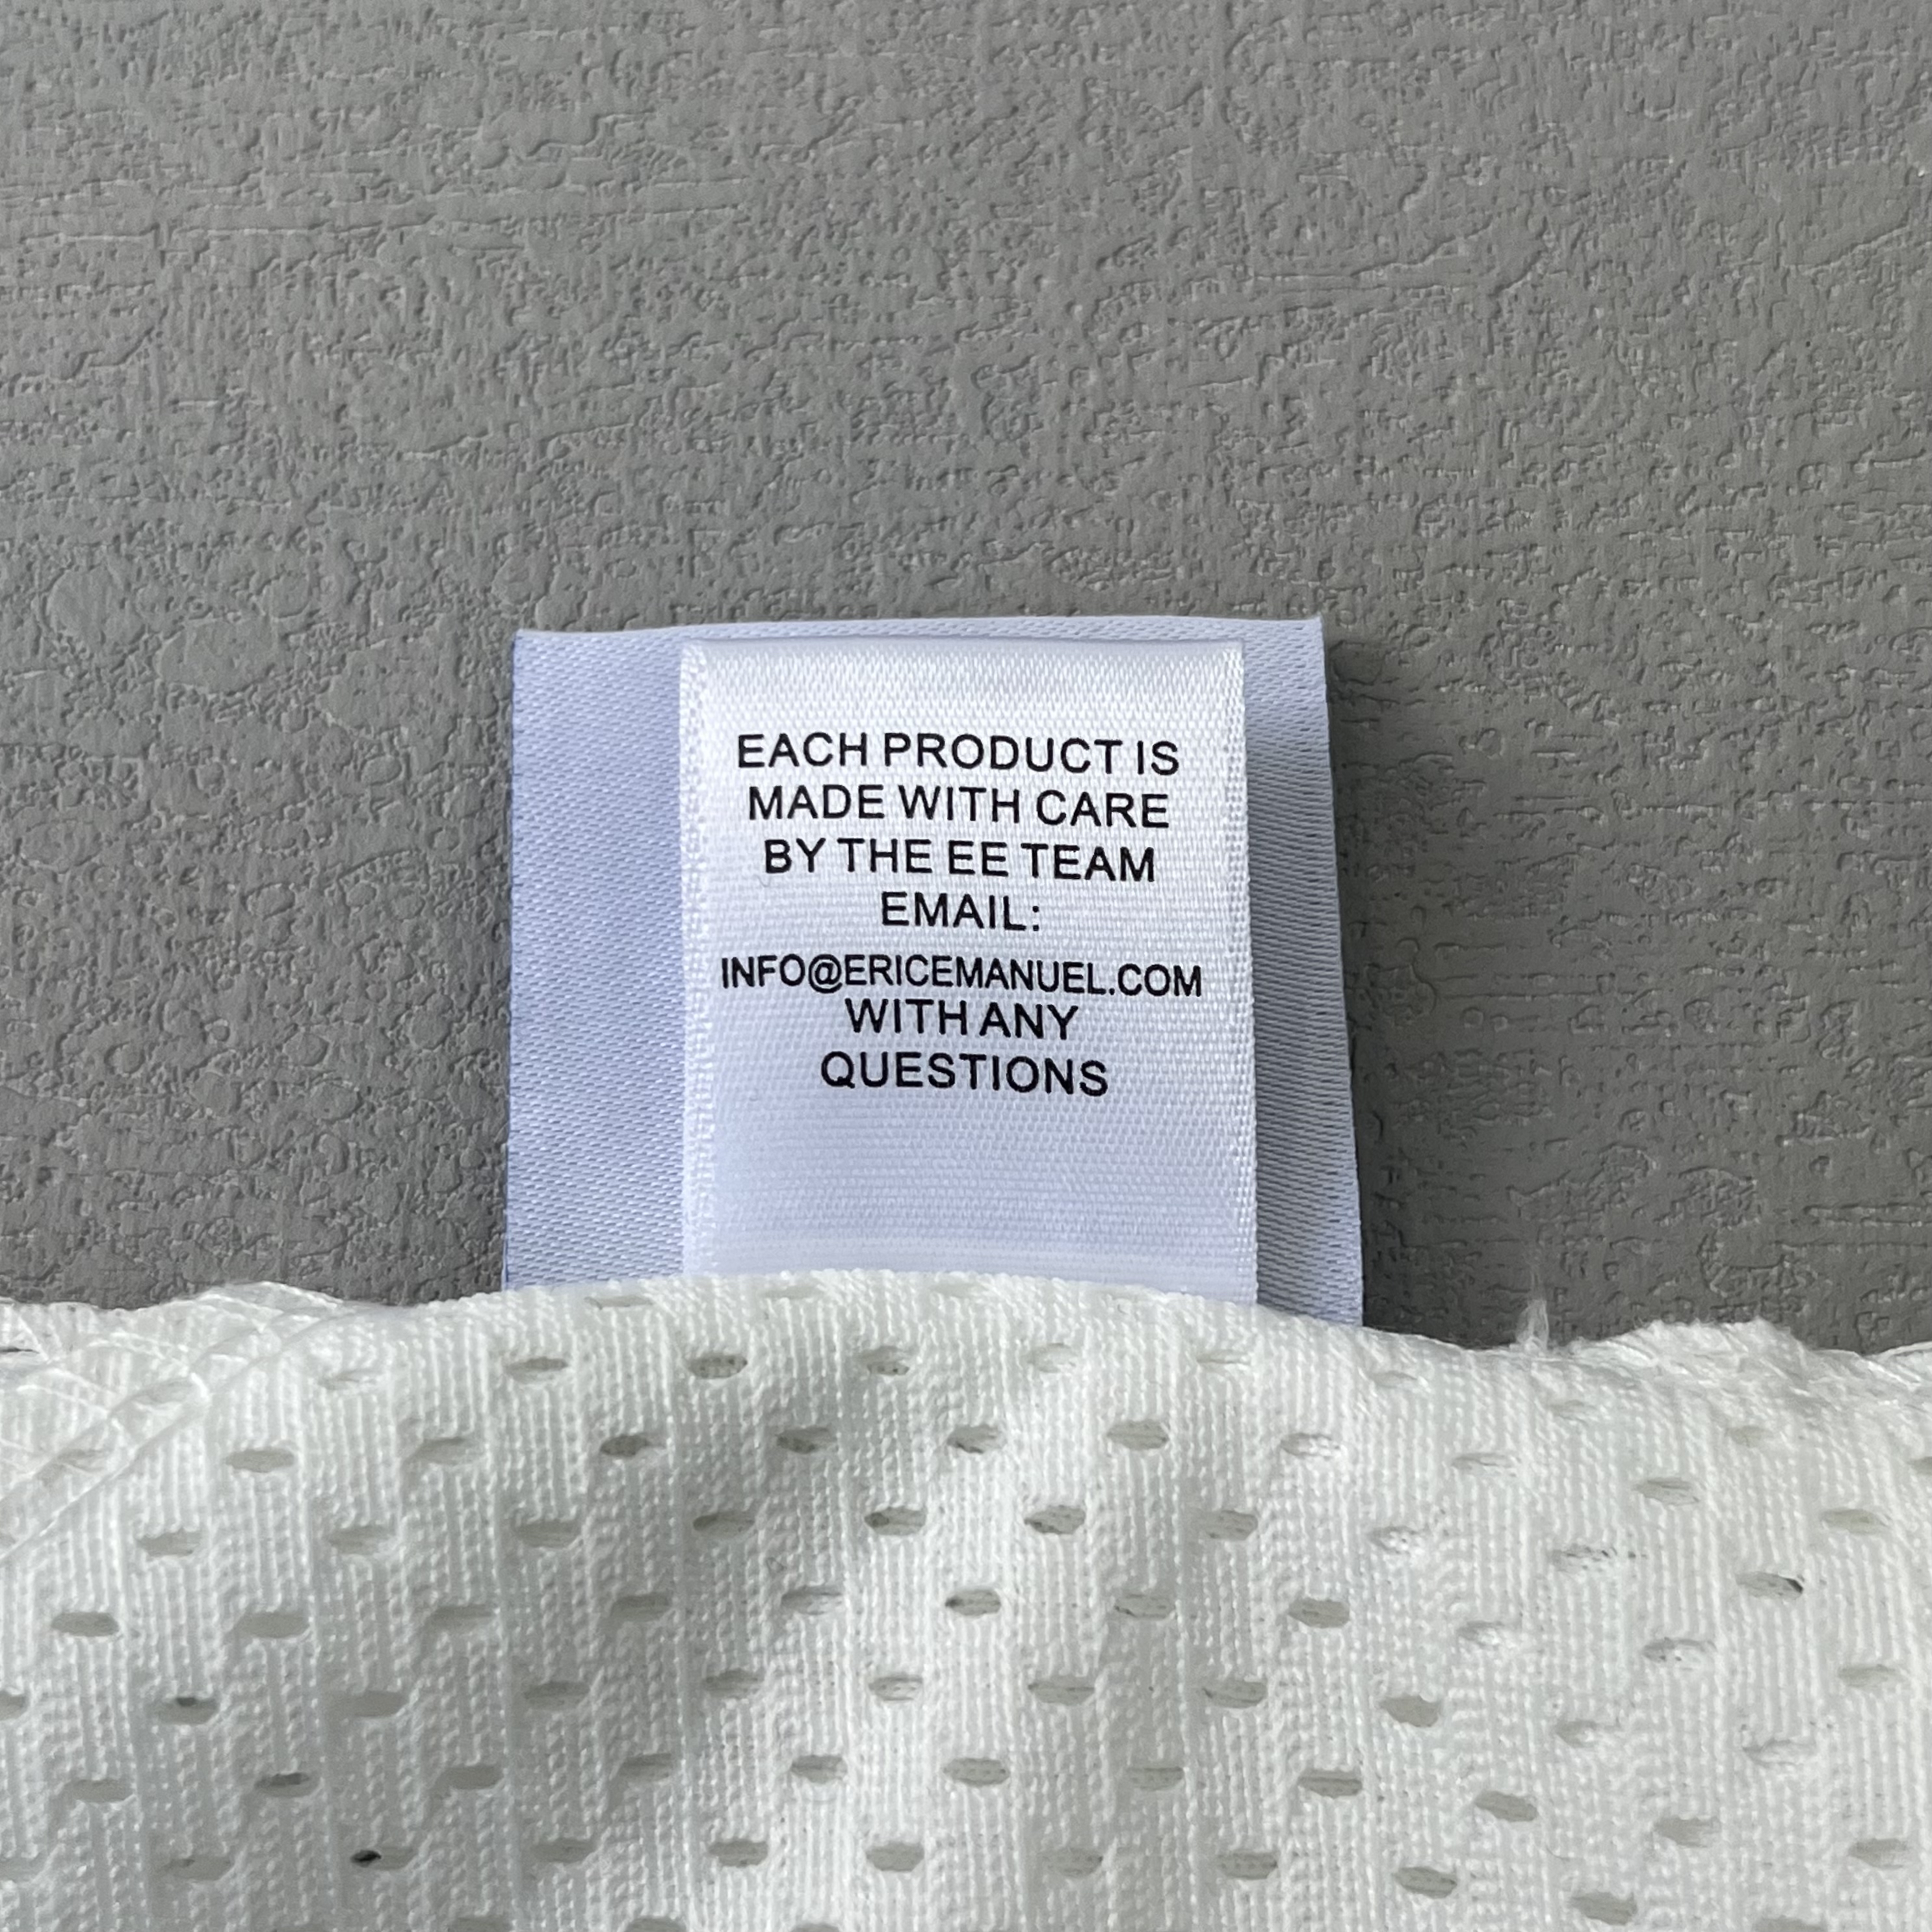 EACH PRODUCT IS
MADE WITH CARE
BY THE EE TEAM
EMAIL:
INFO@ERICEMANUEL.COM
WITH ANY
QUESTIONS